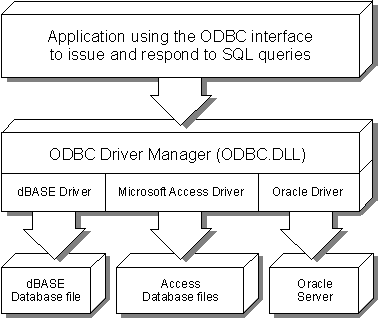 Application using the ODBC interface
to issue and respond to SQL queries
ODBC Driver Manager (ODBC.DLL)
dBASE Driver
Microsoft Access Driver
Oracle Driver
dBASE
Database file
Access
Database files
Oracle
Server